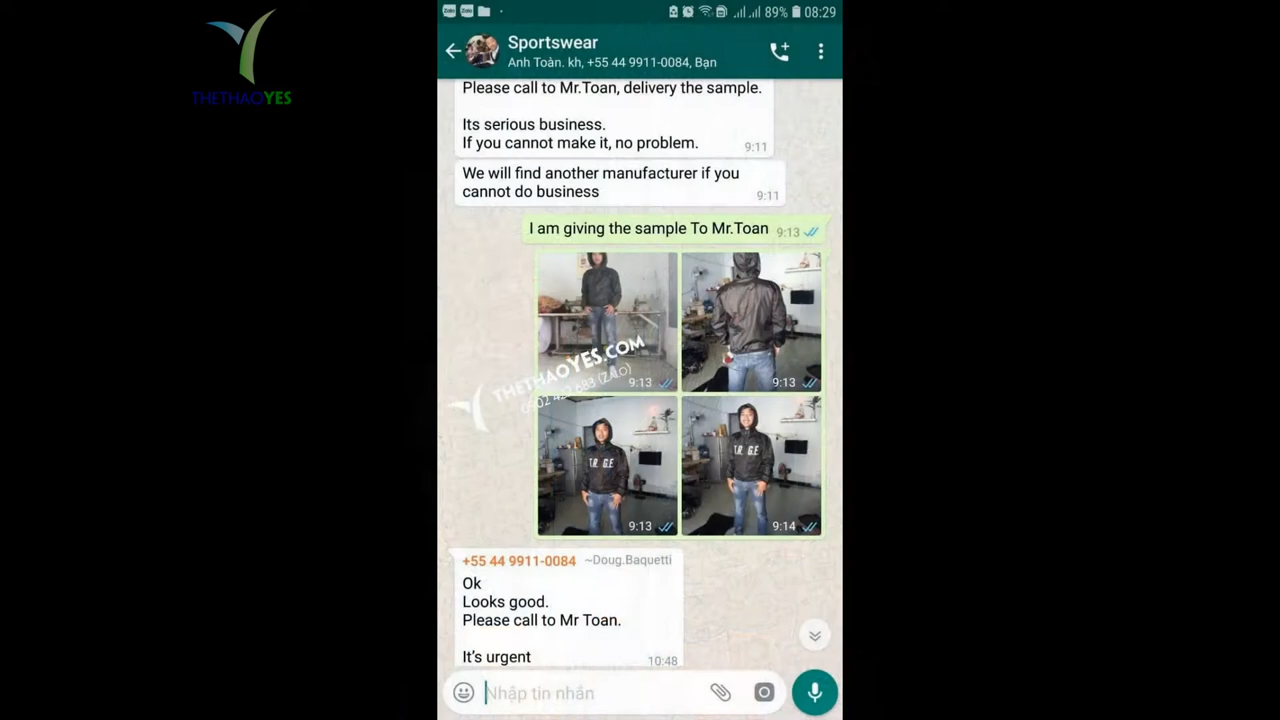 THETHAOYES
Zalo Zalo 89% 08:29
Sportswear
Anh Toàn. kh, +55 44 9911-0084, Bạn
Please call to Mr.Toan, delivery the sample.
Its serious business.
If you cannot make it, no problem.
9:11
We will find another manufacturer if you
cannot do business
9:11
I am giving the sample To Mr.Toan 9:13
9:13
9:13
THETHAOYES.COM
T.R. G.E
T.R. G.E
9:13
9:14
+55 44 9911-0084 ~Doug.Baquetti
Ok
Looks good.
Please call to Mr Toan.
It's urgent
10:48
Nhập tin nhắn